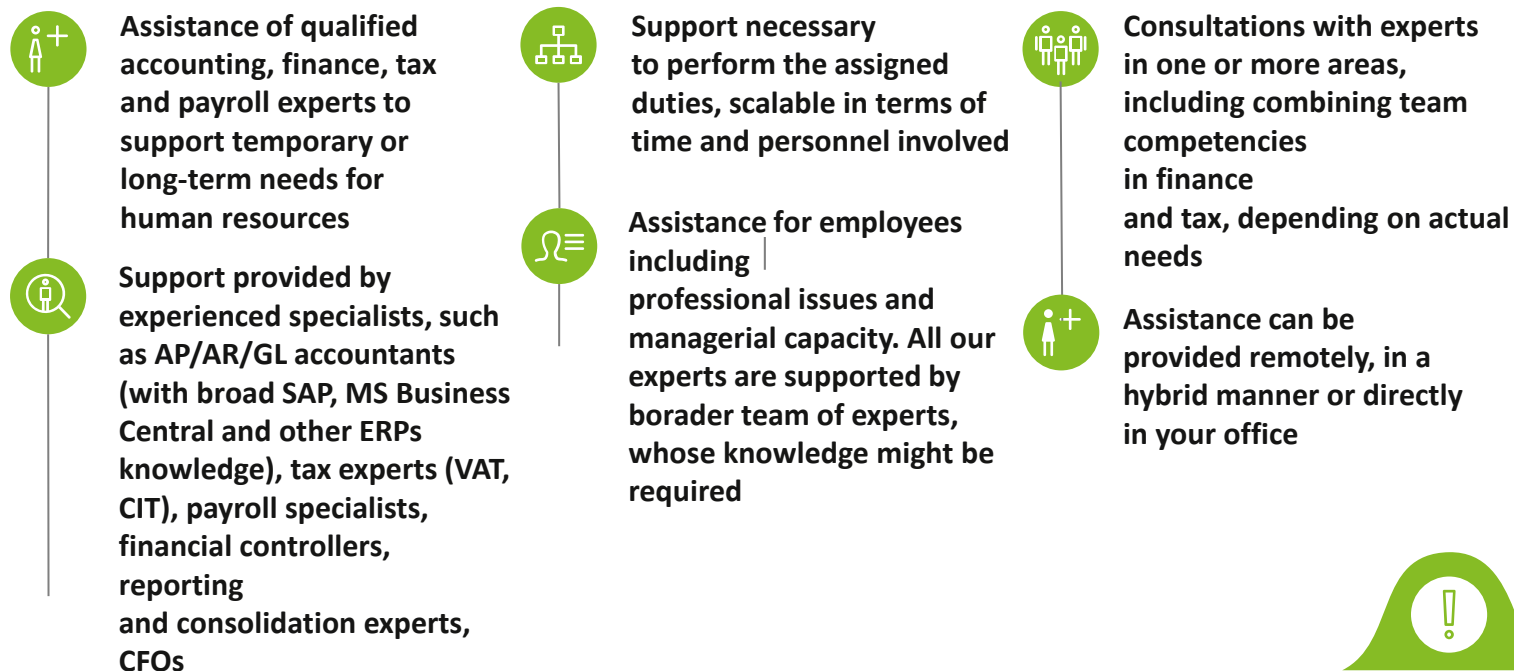 Assistance of qualified
accounting, finance, tax
and payroll experts to
support temporary or
long-term needs for
human resources
Support provided by
experienced specialists, such
as AP/AR/GL accountants
(with broad SAP, MS Business
Central and other ERPs
knowledge), tax experts (VAT,
CIT), payroll specialists,
financial controllers,
reporting
and consolidation experts,
CFOs
Support necessary
to perform the assigned
duties, scalable in terms of
time and personnel involved
Assistance for employees
including
professional issues and
managerial capacity. All our
experts are supported by
borader team of experts,
whose knowledge might be
required
Consultations with experts
in one or more areas,
including combining team
competencies
in finance
and tax, depending on actual
needs
Assistance can be
provided remotely, in a
hybrid manner or directly
in your office